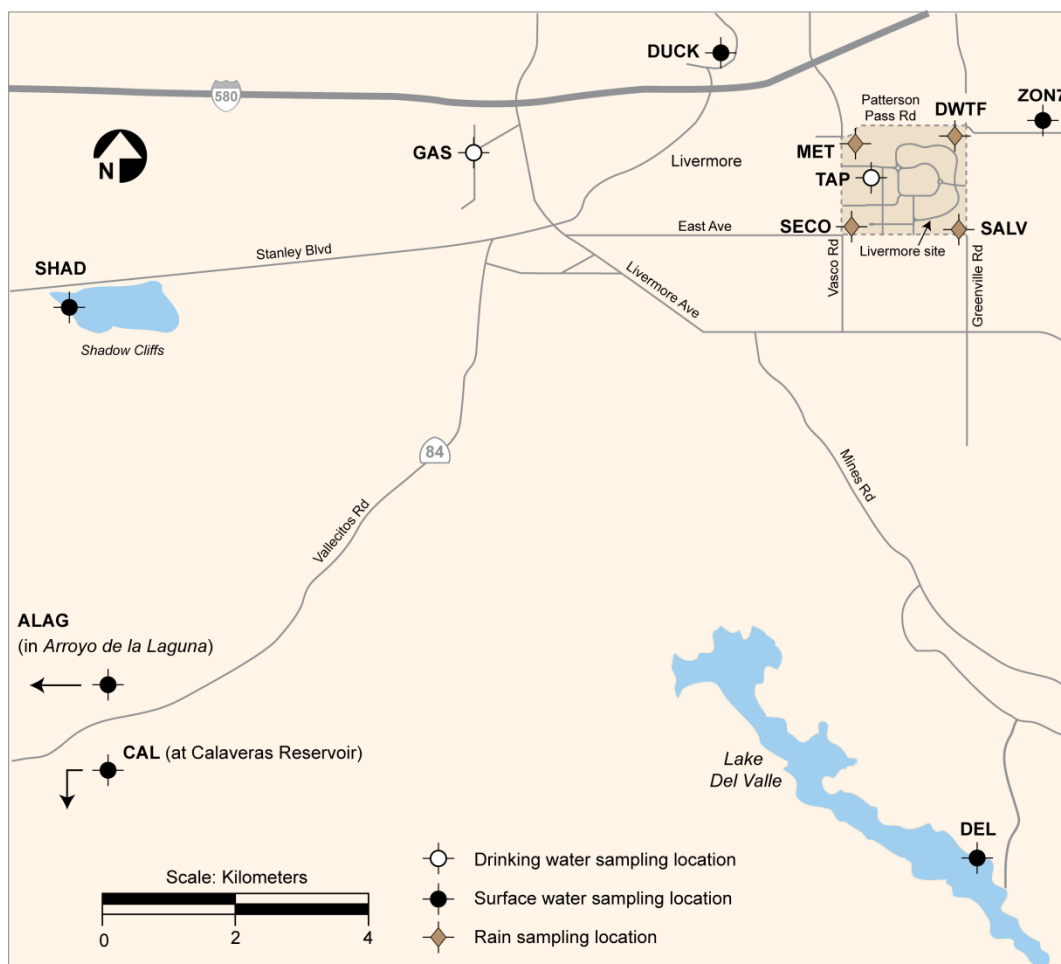 DUCK
580
Patterson
Pass Rd
DWTF
ZON7
N
GAS
MET
Livermore
TAP
SECO
East Ave
SALV
Livermore site
Stanley Blvd
SHAD
Vasco Rd
Greenville Rd
Livermore Ave
Shadow Cliffs
84
Mines Rd
Vallecitos Rd
ALAG
(in Arroyo de la Laguna)
CAL (at Calaveras Reservoir)
Lake
Del Valle
DEL
Scale: Kilometers
0 2 4
Drinking water sampling location
Surface water sampling location
Rain sampling location